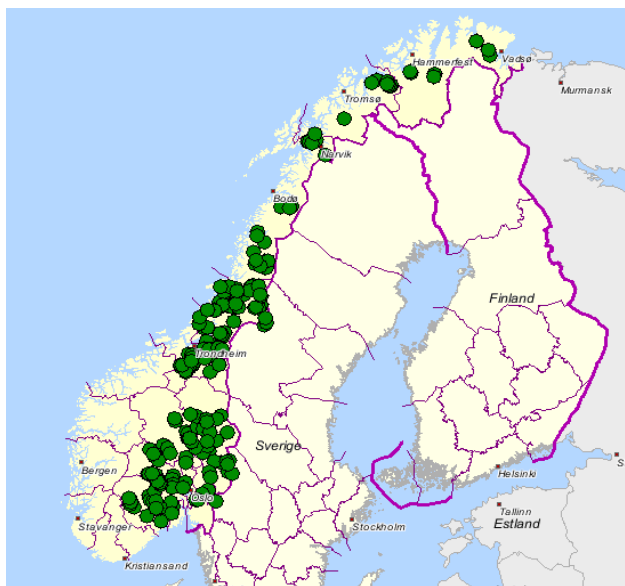 Hammerfest
Vadsø
Tromsø
Murmansk
Narvik
Bodø
Finland
Trondheim
Sverige
Bergen
Oslo
Helsinki
S
Stavanger
Tallinn
Stockholm
Estland
Kristiansand